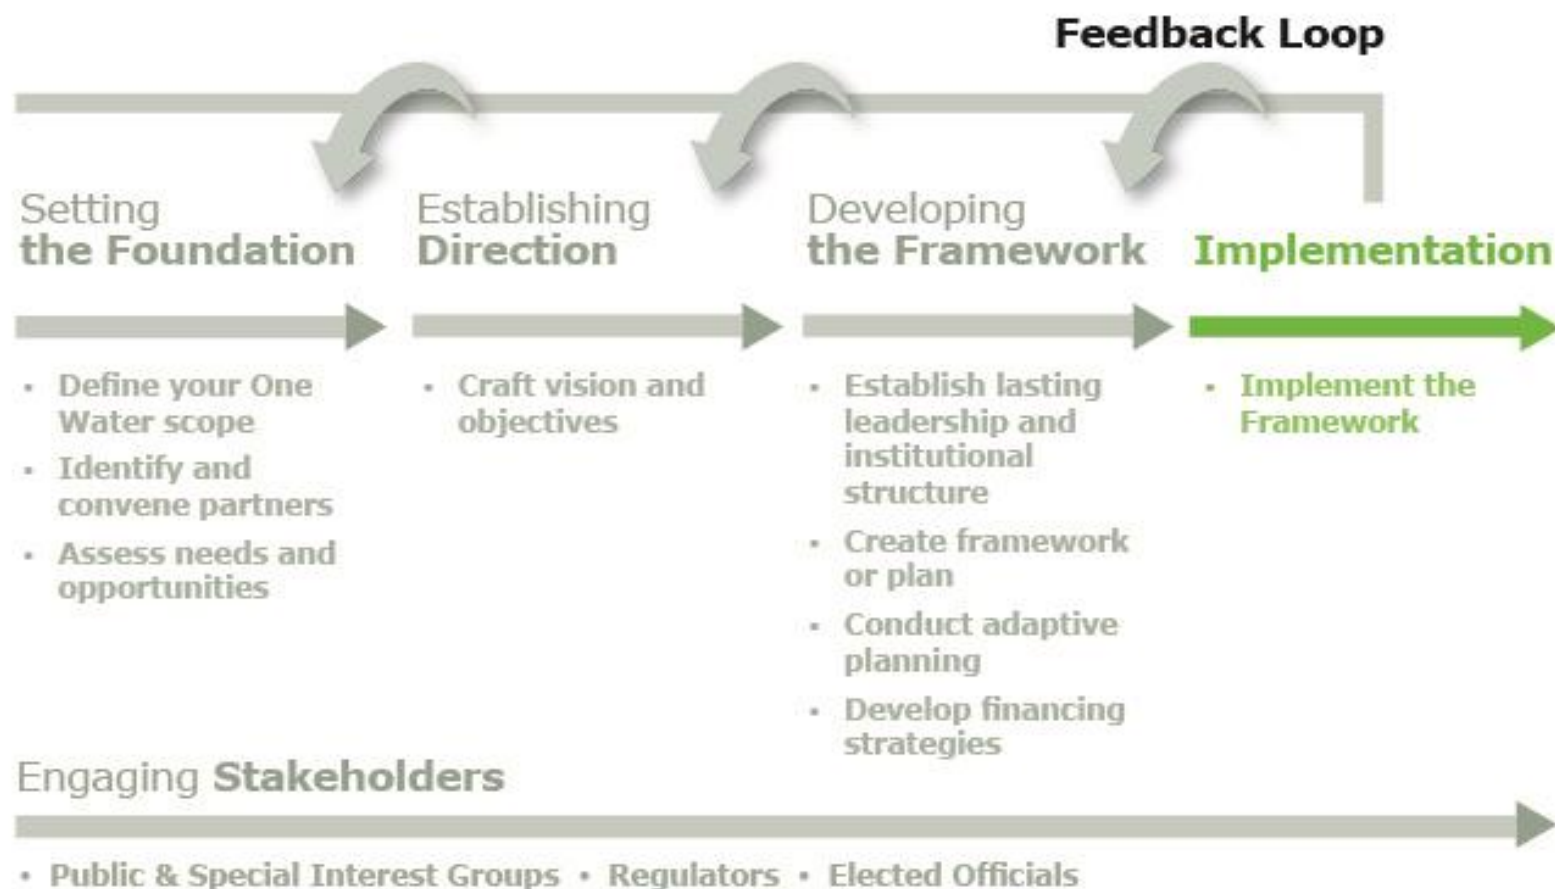 Feedback Loop
Setting
the Foundation
• Define your One
Water scope
• Identify and
convene partners
• Assess needs and
opportunities
Establishing
Direction
• Craft vision and
objectives
Developing
the Framework
• Establish lasting
leadership and
institutional
structure
• Create framework
or plan
• Conduct adaptive
planning
• Develop financing
strategies
Implementation
• Implement the
Framework
Engaging Stakeholders
• Public & Special Interest Groups • Regulators • Elected Officials